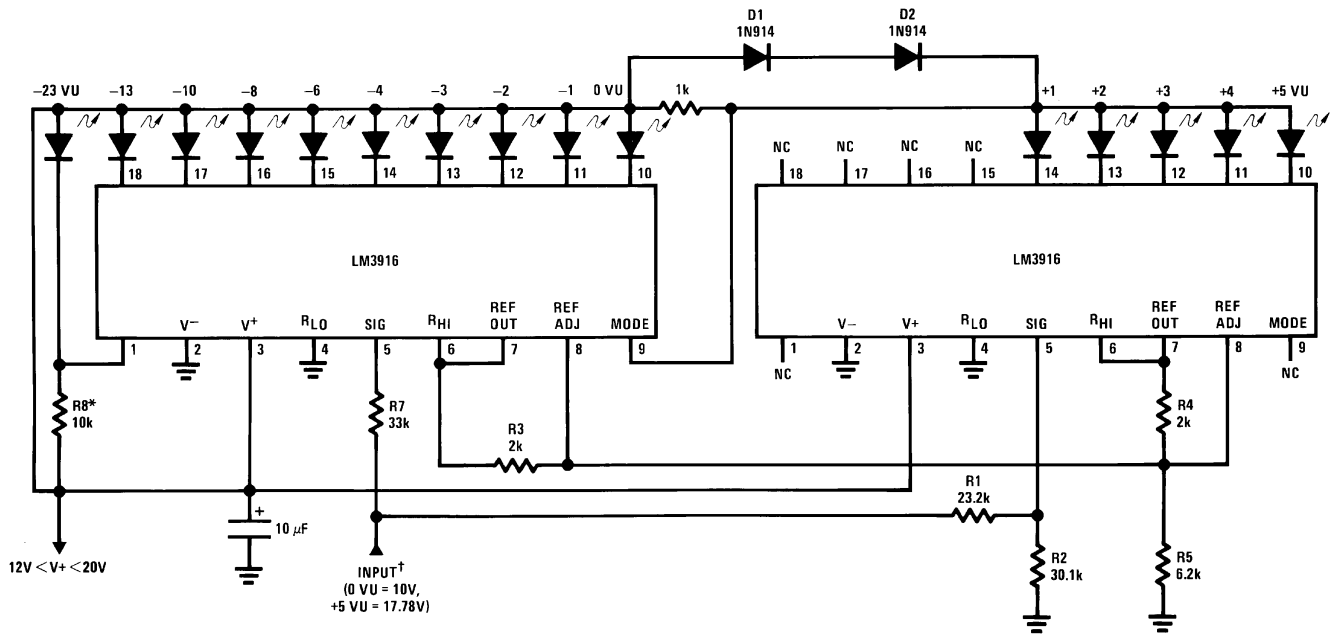 D1
1N914
D2
1N914
–23 VU –13 –10 –8 –6 –4 –3 –2 –1 0 VU 1k +1 +2 +3 +4 +5 VU
NC NC NC NC
18 17 16 15 14 13 12 11 10 18 17 16 15 14 13 12 11 10
LM3916
LM3916
V– V+ RLO SIG RHI REF OUT REF ADJ MODE
V– V+ RLO SIG RHI REF OUT REF ADJ MODE
1 2 3 4 5 6 7 8 9 1 2 3 4 5 6 7 8 9
NC NC
R8*
10k
R7
33k
R3
2k
R4
2k
R1
23.2k
+
10 μF
R2
30.1k
R5
6.2k
12V < V+ < 20V
INPUT†
(0 VU = 10V,
+5 VU = 17.78V)